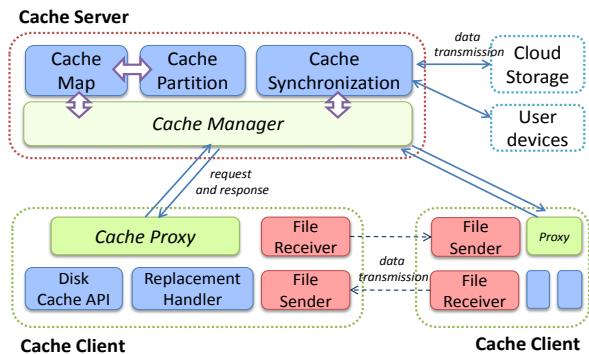 Cache Server
Cache
Map
Cache
Partition
Cache
Synchronization
data
transmission
Cloud
Storage
Cache Manager
User
devices
request
and response
Cache Proxy
File
Receiver
File
Sender
Proxy
data
transmission
Disk
Cache API
Replacement
Handler
File
Sender
File
Receiver
Cache Client
Cache Client